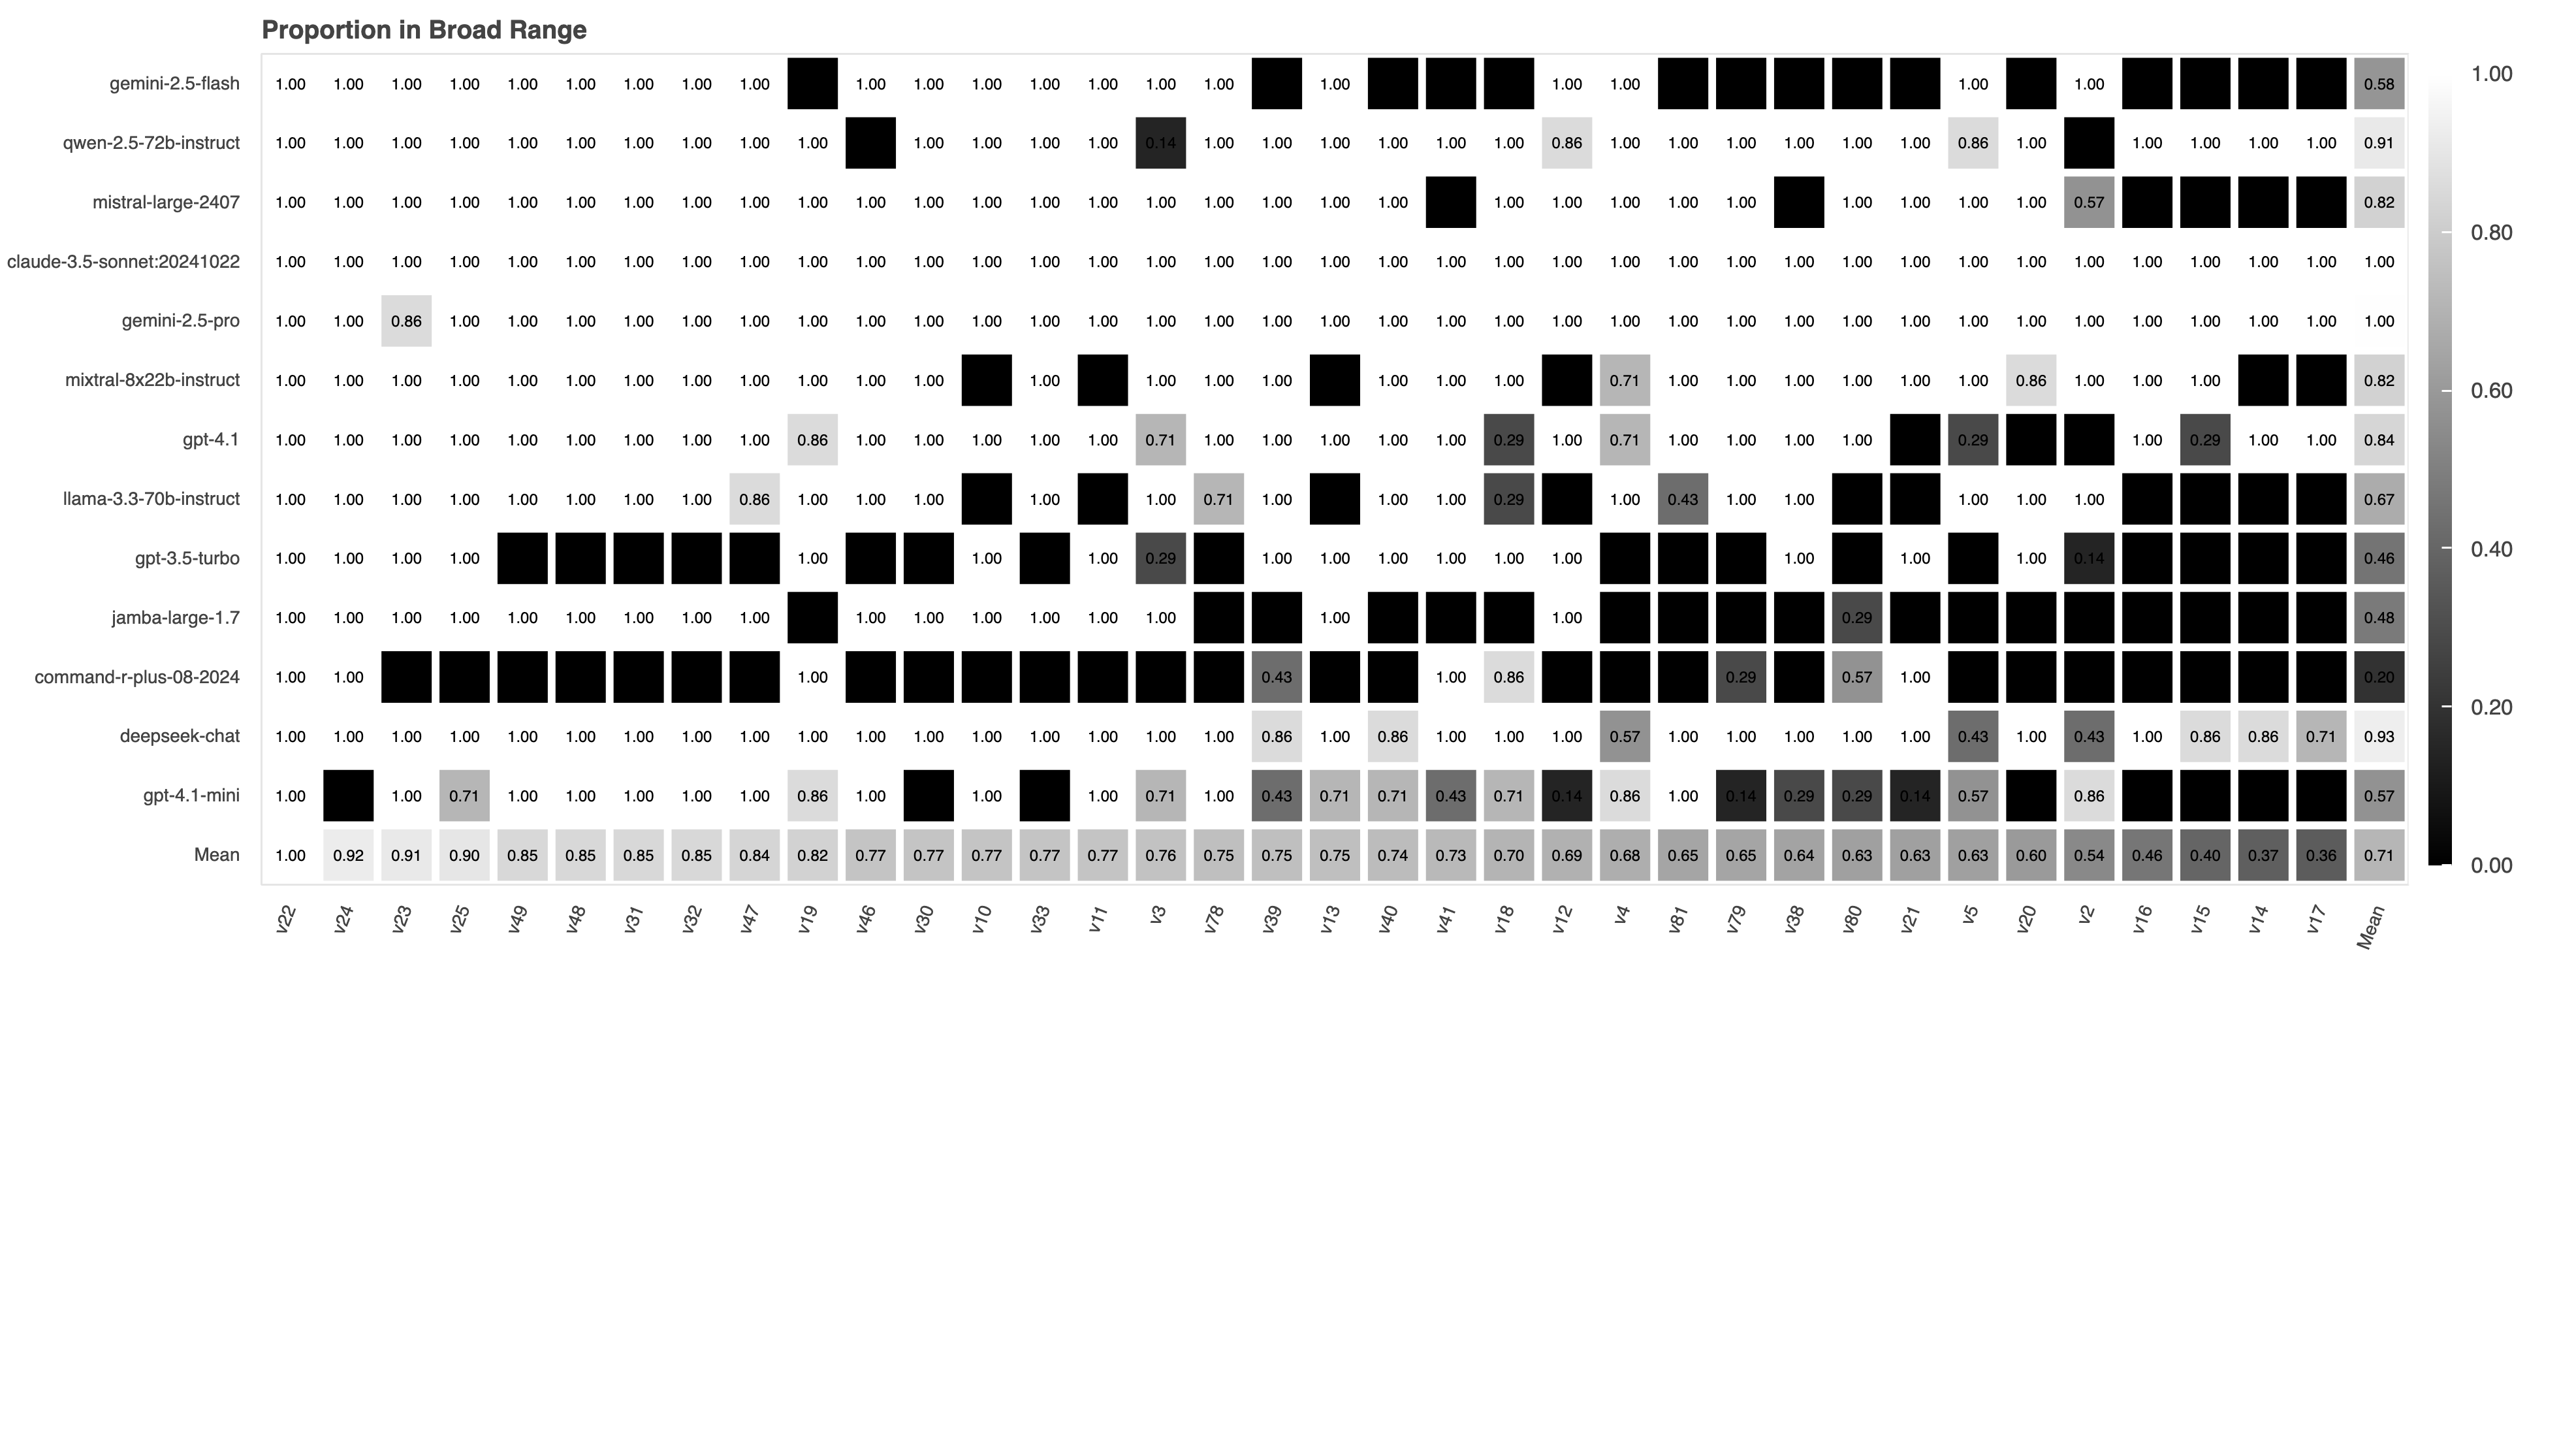 Proportion in Broad Range
gemini-2.5-flash 1.00 1.00 1.00 1.00 1.00 1.00 1.00 1.00 1.00 1.00 1.00 1.00 1.00 1.00 1.00 1.00 1.00 1.00 1.00 1.00 1.00 0.58 1.00
qwen-2.5-72b-instruct 1.00 1.00 1.00 1.00 1.00 1.00 1.00 1.00 1.00 1.00 1.00 1.00 1.00 1.00 0.14 1.00 1.00 1.00 1.00 1.00 1.00 0.86 1.00 1.00 1.00 1.00 1.00 1.00 0.86 1.00 1.00 1.00 1.00 1.00 0.91
mistral-large-2407 1.00 1.00 1.00 1.00 1.00 1.00 1.00 1.00 1.00 1.00 1.00 1.00 1.00 1.00 1.00 1.00 1.00 1.00 1.00 1.00 1.00 1.00 1.00 1.00 1.00 1.00 1.00 1.00 1.00 0.57 0.82
0.80
claude-3.5-sonnet:20241022 1.00 1.00 1.00 1.00 1.00 1.00 1.00 1.00 1.00 1.00 1.00 1.00 1.00 1.00 1.00 1.00 1.00 1.00 1.00 1.00 1.00 1.00 1.00 1.00 1.00 1.00 1.00 1.00 1.00 1.00 1.00 1.00 1.00 1.00 1.00 1.00 1.00
gemini-2.5-pro 1.00 1.00 0.86 1.00 1.00 1.00 1.00 1.00 1.00 1.00 1.00 1.00 1.00 1.00 1.00 1.00 1.00 1.00 1.00 1.00 1.00 1.00 1.00 1.00 1.00 1.00 1.00 1.00 1.00 1.00 1.00 1.00 1.00 1.00 1.00 1.00 1.00
mixtral-8x22b-instruct 1.00 1.00 1.00 1.00 1.00 1.00 1.00 1.00 1.00 1.00 1.00 1.00 1.00 1.00 1.00 1.00 1.00 1.00 1.00 0.71 1.00 1.00 1.00 1.00 1.00 1.00 0.86 1.00 1.00 1.00 0.82
0.60
gpt-4.1 1.00 1.00 1.00 1.00 1.00 1.00 1.00 1.00 1.00 0.86 1.00 1.00 1.00 1.00 1.00 0.71 1.00 1.00 1.00 1.00 1.00 0.29 1.00 0.71 1.00 1.00 1.00 1.00 0.29 1.00 0.29 1.00 1.00 0.84
llama-3.3-70b-instruct 1.00 1.00 1.00 1.00 1.00 1.00 1.00 1.00 0.86 1.00 1.00 1.00 1.00 1.00 0.71 1.00 1.00 1.00 0.29 1.00 0.43 1.00 1.00 1.00 1.00 1.00 0.67
gpt-3.5-turbo 1.00 1.00 1.00 1.00 1.00 1.00 1.00 0.29 1.00 1.00 1.00 1.00 1.00 1.00 1.00 1.00 1.00 0.14 0.46
0.40
jamba-large-1.7 1.00 1.00 1.00 1.00 1.00 1.00 1.00 1.00 1.00 1.00 1.00 1.00 1.00 1.00 1.00 1.00 1.00 0.29 0.48
command-r-plus-08-2024 1.00 1.00 1.00 0.43 1.00 0.86 0.29 0.57 1.00 0.20
0.20
deepseek-chat 1.00 1.00 1.00 1.00 1.00 1.00 1.00 1.00 1.00 1.00 1.00 1.00 1.00 1.00 1.00 1.00 1.00 0.86 1.00 0.86 1.00 1.00 1.00 0.57 1.00 1.00 1.00 1.00 1.00 0.43 1.00 0.43 1.00 0.86 0.86 0.71 0.93
gpt-4.1-mini 1.00 1.00 0.71 1.00 1.00 1.00 1.00 1.00 0.86 1.00 1.00 1.00 0.71 1.00 0.43 0.71 0.71 0.43 0.71 0.14 0.86 1.00 0.14 0.29 0.29 0.14 0.57 0.86 0.57
Mean 1.00 0.92 0.91 0.90 0.85 0.85 0.85 0.85 0.84 0.82 0.77 0.77 0.77 0.77 0.77 0.76 0.75 0.75 0.75 0.74 0.73 0.70 0.69 0.68 0.65 0.65 0.64 0.63 0.63 0.63 0.60 0.54 0.46 0.40 0.37 0.36 0.71
0.00
v22 v24 v23 v25 v49 v48 v31 v32 v47 v19 v46 v30 v10 v33 v11 v3 v78 v39 v13 v40 v41 v18 v12 v4 v81 v79 v38 v80 v21 v5 v20 v2 v16 v15 v14 v17 Mean